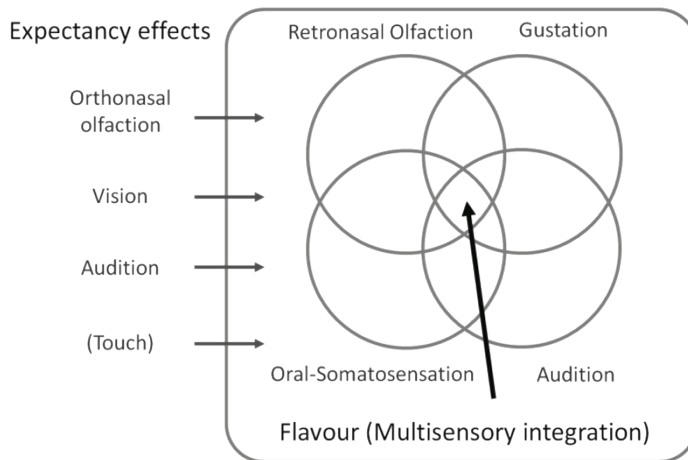 Expectancy effects
Retronasal Olfaction
Gustation
Orthonasal
olfaction
Vision
Audition
(Touch)
Oral-Somatosensation
Audition
Flavour (Multisensory integration)